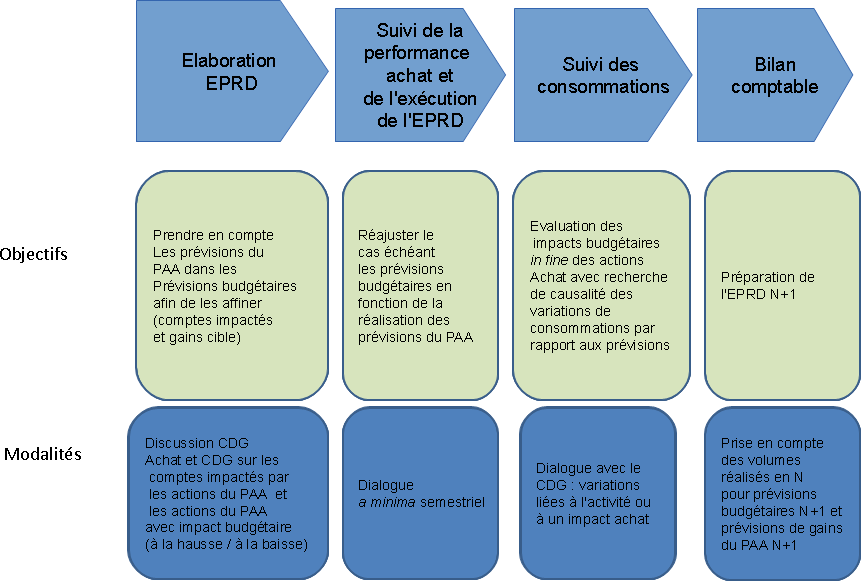 Elaboration
EPRD
Suivi de la
performance
achat et
de l'exécution
de l'EPRD
Suivi des
consommations
Bilan
comptable
Objectifs
Prendre en compte
Les prévisions du
PAA dans les
Prévisions budgétaires
afin de les affiner
(comptes impactés
et gains cible)
Réajuster le
cas échéant
les prévisions
budgétaires en
fonction de la
réalisation des
prévisions du PAA
Evaluation des
impacts budgétaires
in fine des actions
Achat avec recherche
de causalité des
variations de
consommations par
rapport aux prévisions
Préparation de
l'EPRD N+1
Modalités
Discussion CDG
Achat et CDG sur les
comptes impactés par
les actions du PAA et
les actions du PAA
avec impact budgétaire
(à la hausse / à la baisse)
Dialogue
a minima semestriel
Dialogue avec le
CDG : variations
liées à l'activité ou
à un impact achat
Prise en compte
des volumes
réalisés en N
pour prévisions
budgétaires N+1 et
prévisions de gains
du PAA N+1